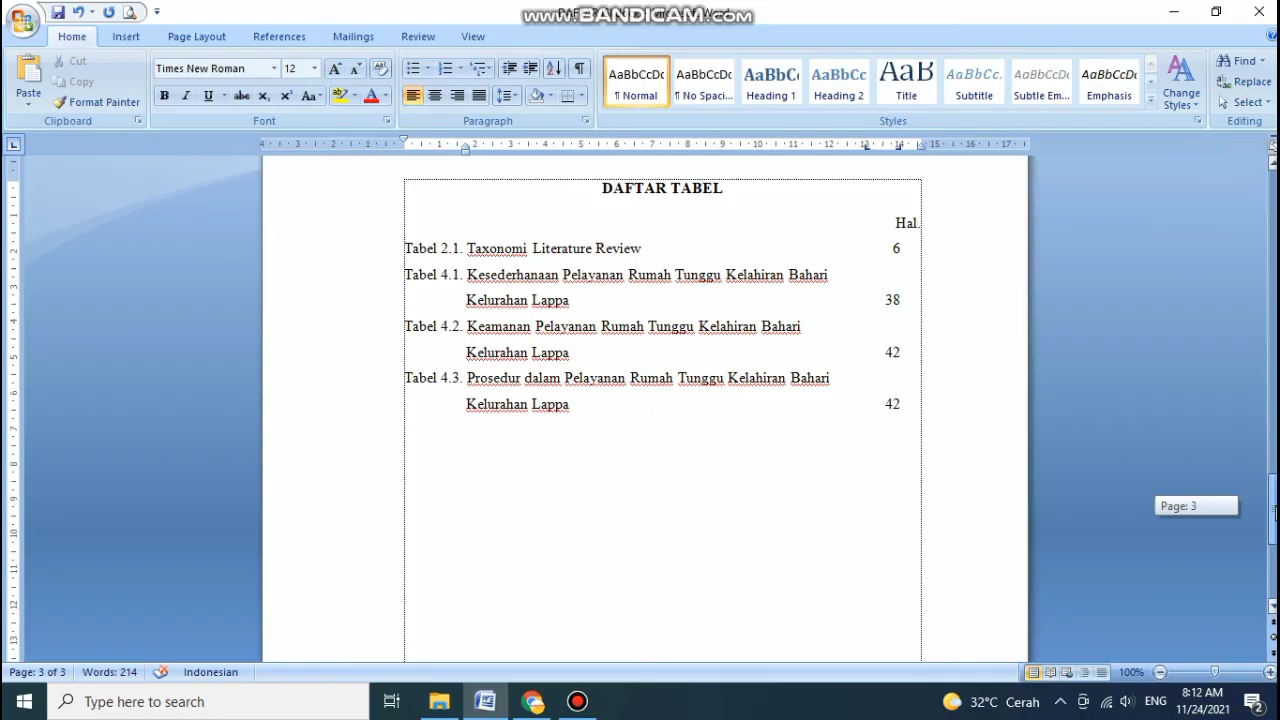 www.BANDICAM.com
Home Insert Page Layout References Mailings Review View
Cut
Copy
Paste
Format Painter
Times New Roman 12
AaBbCcDc AaBbCcDc AaBbC AaBbCc AaB AaBbCc. AaBbCcDc AaBbCcDc
¶ Normal ¶ No Spaci... Heading 1 Heading 2 Title Subtitle Subtle Em... Emphasis
Change Styles
Find
Replace
Select
Clipboard Font Paragraph Styles Editing
DAFTAR TABEL
Hal.
Tabel 2.1. Taxonomi Literature Review 6
Tabel 4.1. Kesederhanaan Pelayanan Rumah Tunggu Kelahiran Bahari
Kelurahan Lappa 38
Tabel 4.2. Keamanan Pelayanan Rumah Tunggu Kelahiran Bahari
Kelurahan Lappa 42
Tabel 4.3. Prosedur dalam Pelayanan Rumah Tunggu Kelahiran Bahari
Kelurahan Lappa 42
Page: 3
Page: 3 of 3 Words: 214 Indonesian 100%
Type here to search
32°C Cerah ENG 8:12 AM
11/24/2021 2